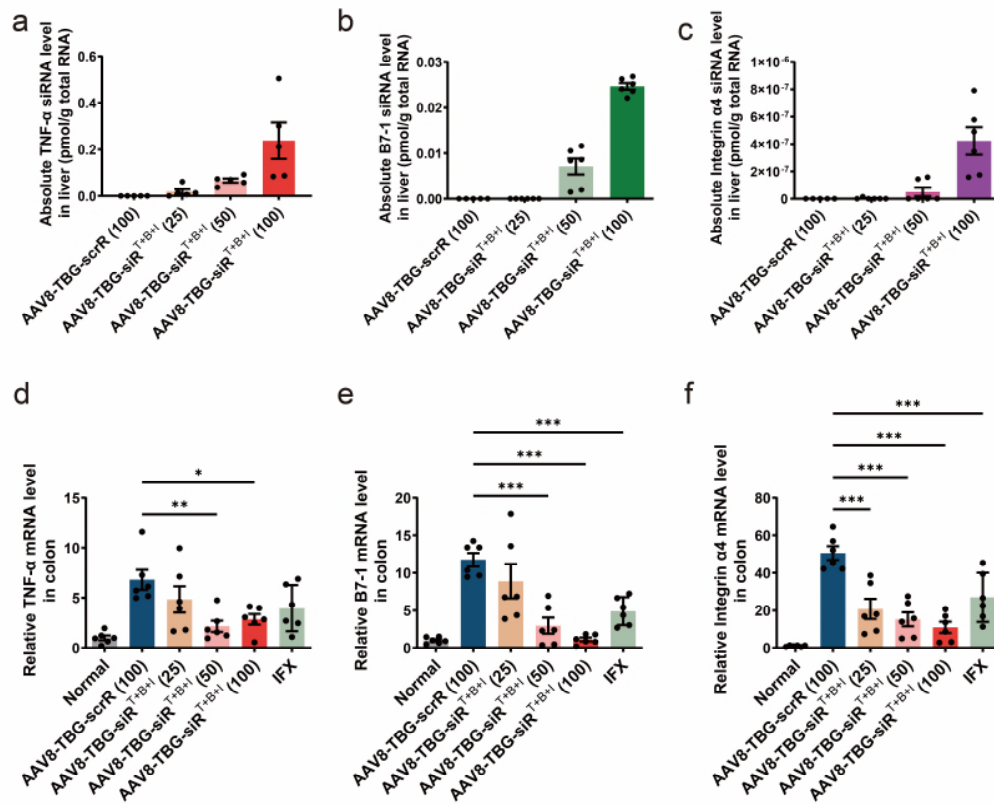 a
Absolute TNF-α siRNA level
in liver (pmol/g total RNA)
0.6
0.4
0.2
0.0
AAV8-TBG-scrR (100)
AAV8-TBG-siR^T+B+I (25)
AAV8-TBG-siR^T+B+I (50)
AAV8-TBG-siR^T+B+I (100)
b
Absolute B7-1 siRNA level
in liver (pmol/g total RNA)
0.03
0.02
0.01
0.00
AAV8-TBG-scrR (100)
AAV8-TBG-siR^T+B+I (25)
AAV8-TBG-siR^T+B+I (50)
AAV8-TBG-siR^T+B+I (100)
c
Absolute Integrin α4 siRNA
level in liver (pmol/g total RNA)
1×10⁻⁶
8×10⁻⁷
6×10⁻⁷
4×10⁻⁷
2×10⁻⁷
0
AAV8-TBG-scrR (100)
AAV8-TBG-siR^T+B+I (25)
AAV8-TBG-siR^T+B+I (50)
AAV8-TBG-siR^T+B+I (100)
d
Relative TNF-α mRNA level
in colon
15
10
5
0
*
**
Normal
AAV8-TBG-scrR (100)
AAV8-TBG-siR^T+B+I (25)
AAV8-TBG-siR^T+B+I (50)
AAV8-TBG-siR^T+B+I (100)
IFX
e
Relative B7-1 mRNA level
in colon
20
15
10
5
0
***
***
***
Normal
AAV8-TBG-scrR (100)
AAV8-TBG-siR^T+B+I (25)
AAV8-TBG-siR^T+B+I (50)
AAV8-TBG-siR^T+B+I (100)
IFX
f
Relative Integrin α4 mRNA level
in colon
80
60
40
20
0
***
***
***
***
Normal
AAV8-TBG-scrR (100)
AAV8-TBG-siR^T+B+I (25)
AAV8-TBG-siR^T+B+I (50)
AAV8-TBG-siR^T+B+I (100)
IFX